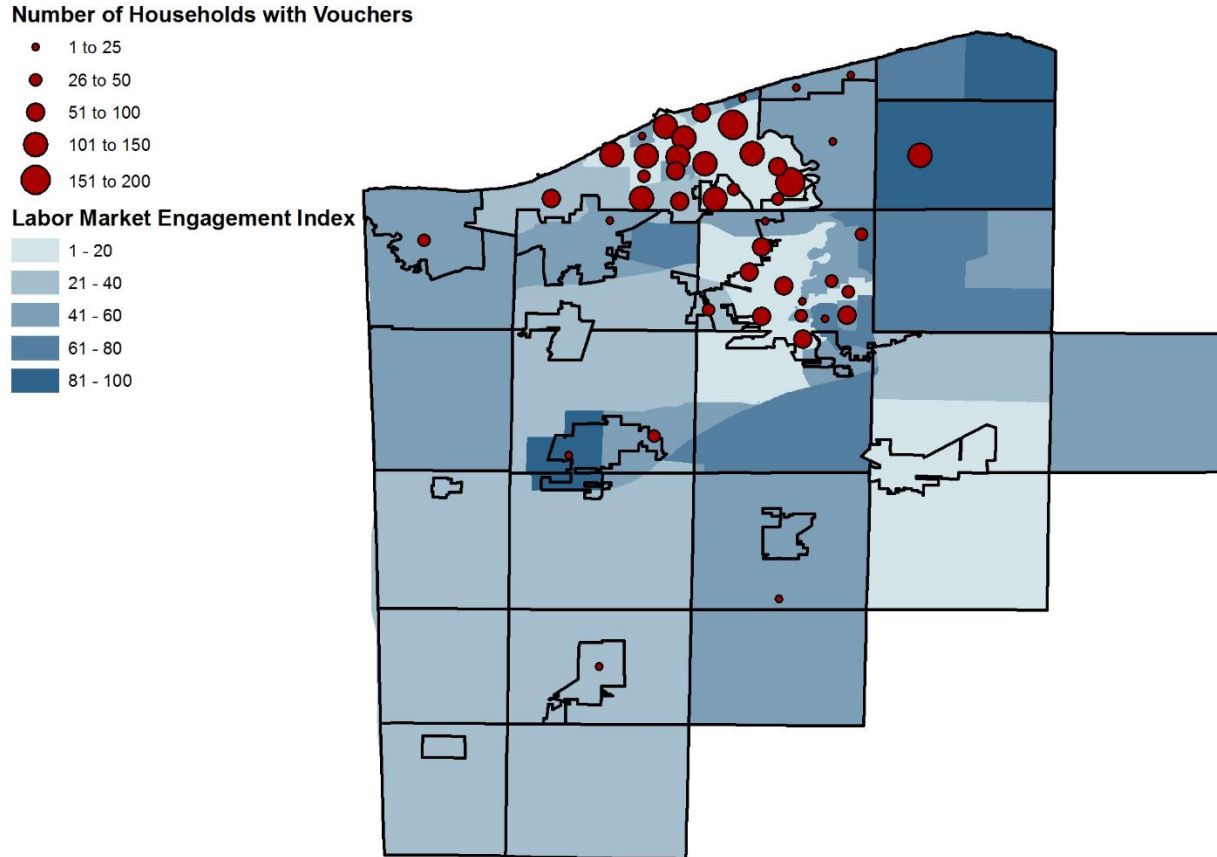 Number of Households with Vouchers
1 to 25
26 to 50
51 to 100
101 to 150
151 to 200
Labor Market Engagement Index
1 - 20
21 - 40
41 - 60
61 - 80
81 - 100